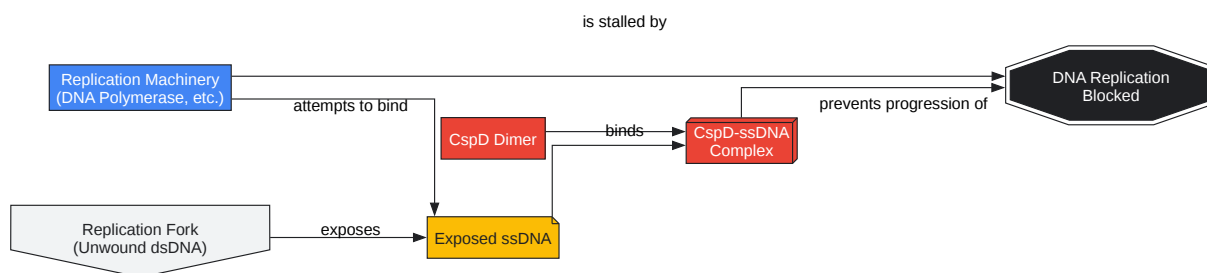 is stalled by
Replication Machinery
(DNA Polymerase, etc.)
DNA Replication
Blocked
attempts to bind
prevents progression of
CspD Dimer
binds
CspD-ssDNA
Complex
Replication Fork
(Unwound dsDNA)
exposes
Exposed ssDNA